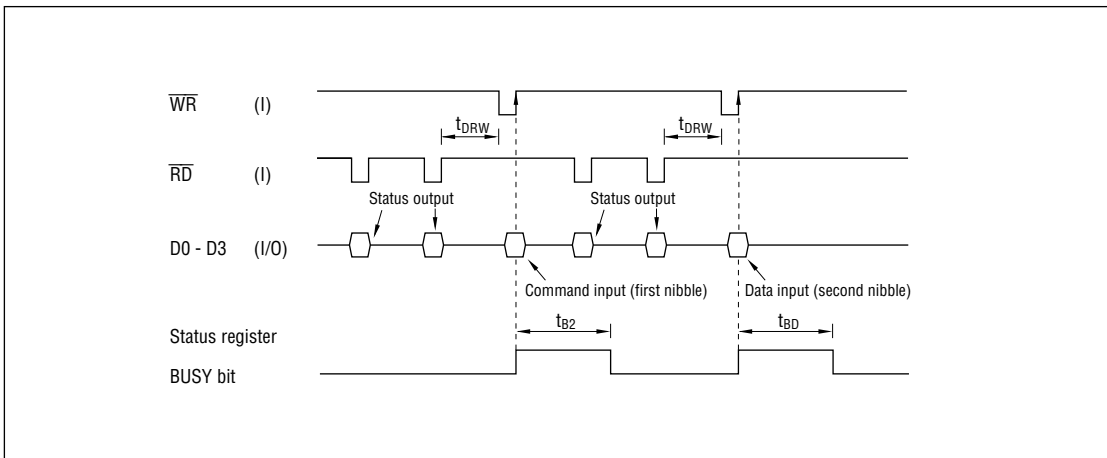 WR (I)
tDRW tDRW
RD (I)
Status output Status output
D0 - D3 (I/O)
Command input (first nibble) Data input (second nibble)
tB2 tBD
Status register
BUSY bit